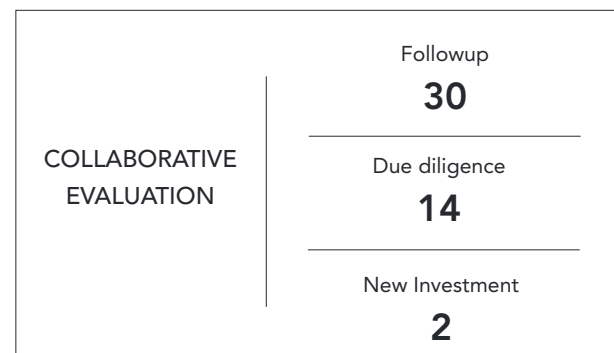 COLLABORATIVE
EVALUATION
Followup
30
Due diligence
14
New Investment
2